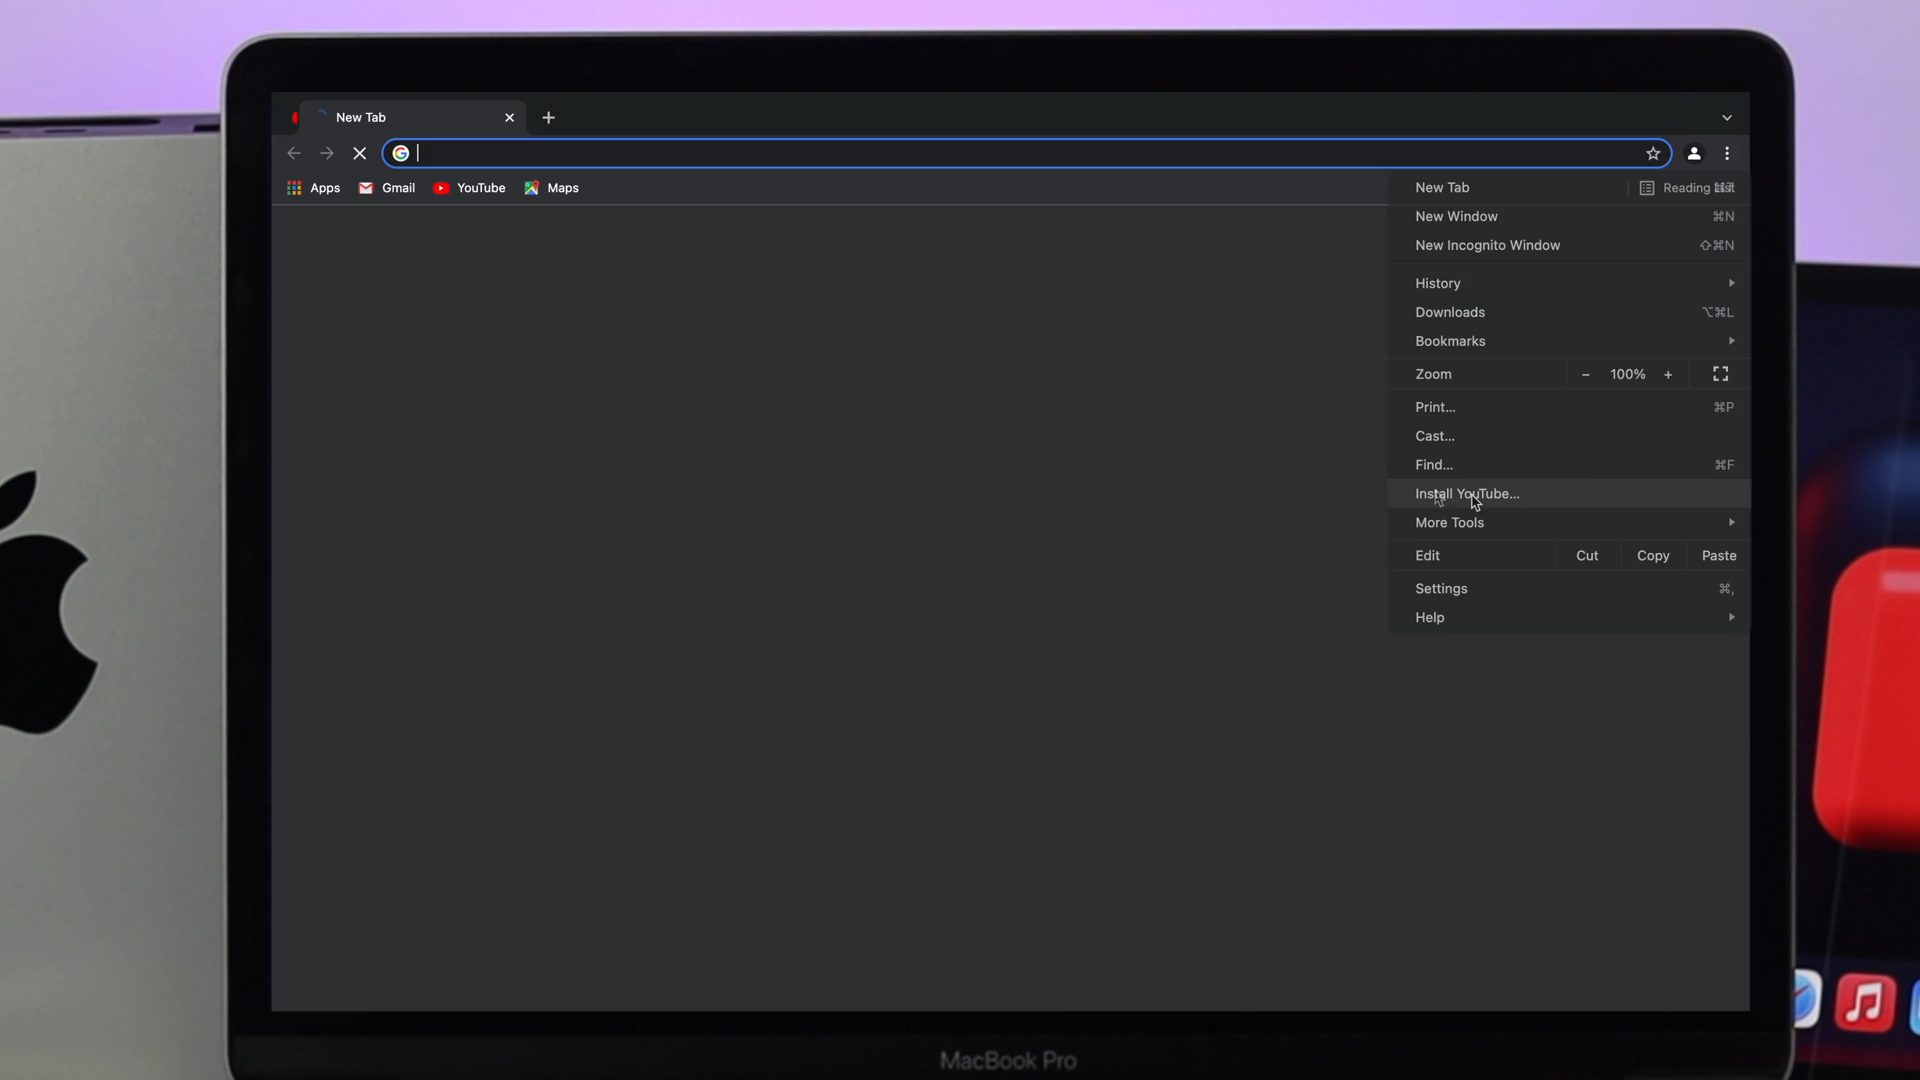 New Tab
Apps Gmail YouTube Maps
New Tab Reading List
New Window ⌘N
New Incognito Window ⇧⌘N
History
Downloads ⌥⌘L
Bookmarks
Zoom - 100% +
Print... ⌘P
Cast...
Find... ⌘F
Install YouTube...
More Tools
Edit Cut Copy Paste
Settings ⌘,
Help
MacBook Pro